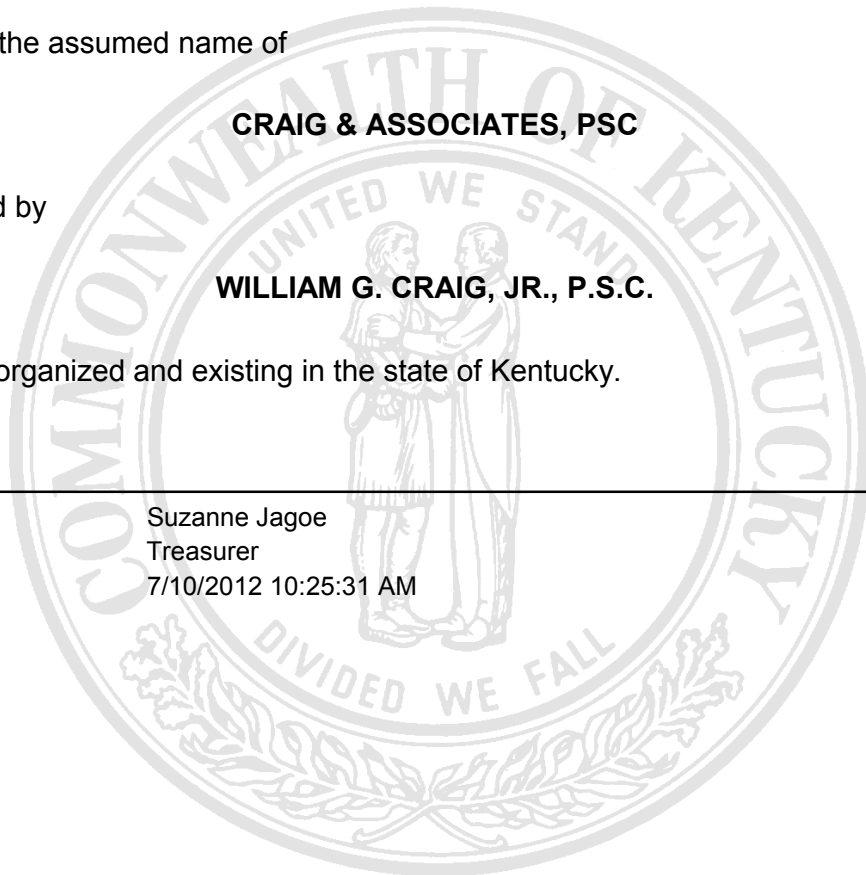 the assumed name of
CRAIG & ASSOCIATES, PSC
d by
WILLIAM G. CRAIG, JR., P.S.C.
organized and existing in the state of Kentucky.
Suzanne Jagoe
Treasurer
7/10/2012 10:25:31 AM
COMMONWEALTH OF KENTUCKY
UNITED WE STAND
DIVIDED WE FALL